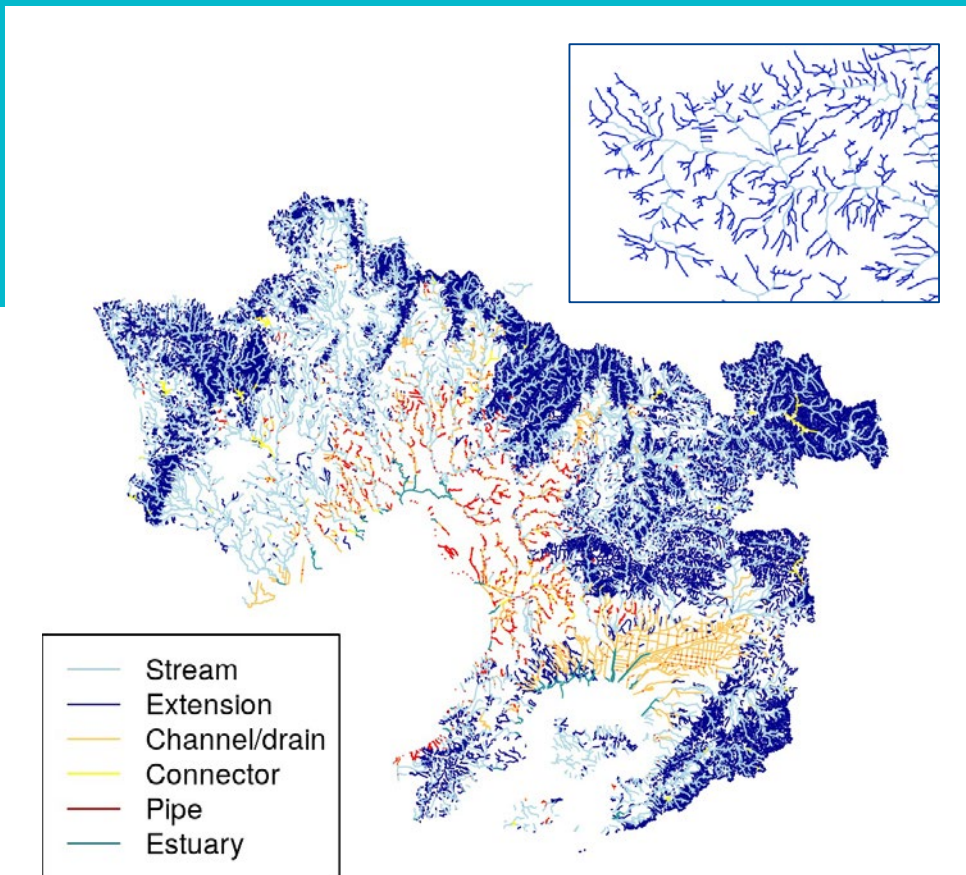 Stream
Extension
Channel/drain
Connector
Pipe
Estuary